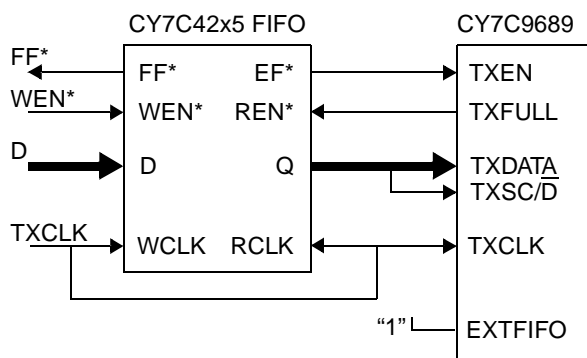 CY7C42x5 FIFO
CY7C9689
FF*
FF*
EF*
TXEN
WEN*
WEN*
REN*
TXFULL
D
D
Q
TXDATA
TXSC/D̅
TXCLK
WCLK
RCLK
TXCLK
“1”
EXTFIFO